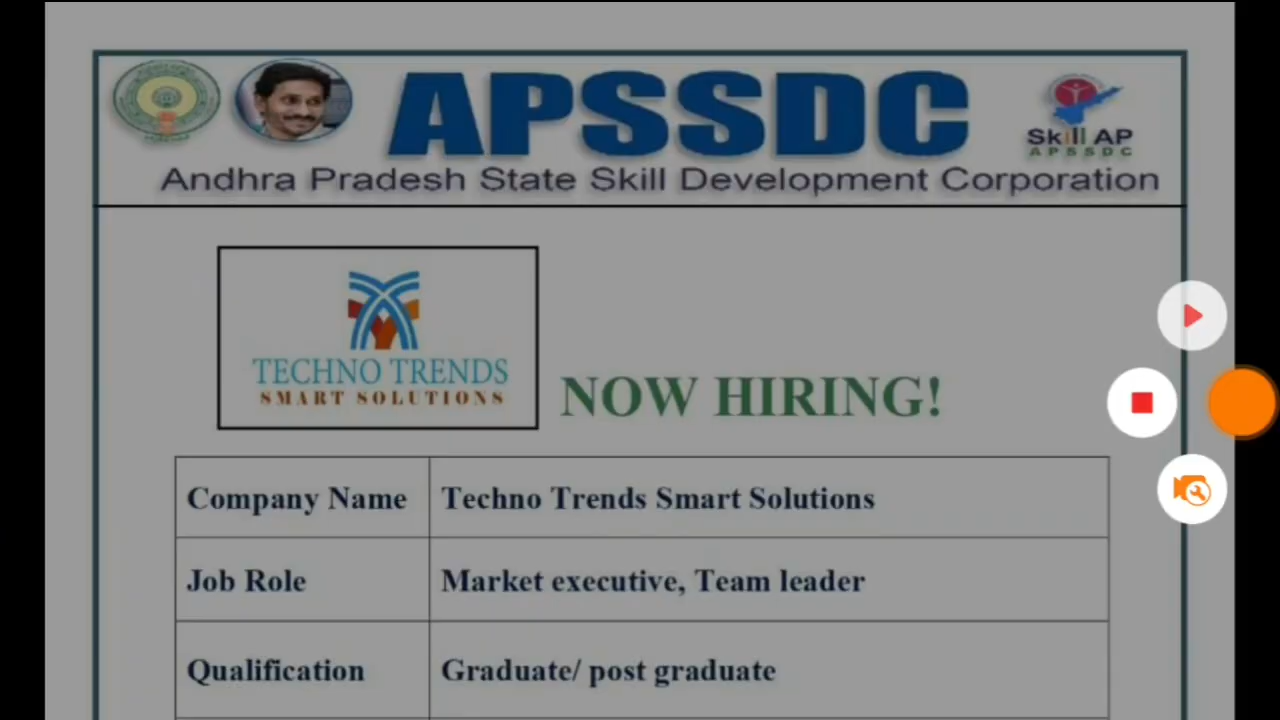 APSSDC
Skill AP
APSSDC
Andhra Pradesh State Skill Development Corporation
TECHNO TRENDS
SMART SOLUTIONS
NOW HIRING!
Company Name Techno Trends Smart Solutions
Job Role Market executive, Team leader
Qualification Graduate/ post graduate